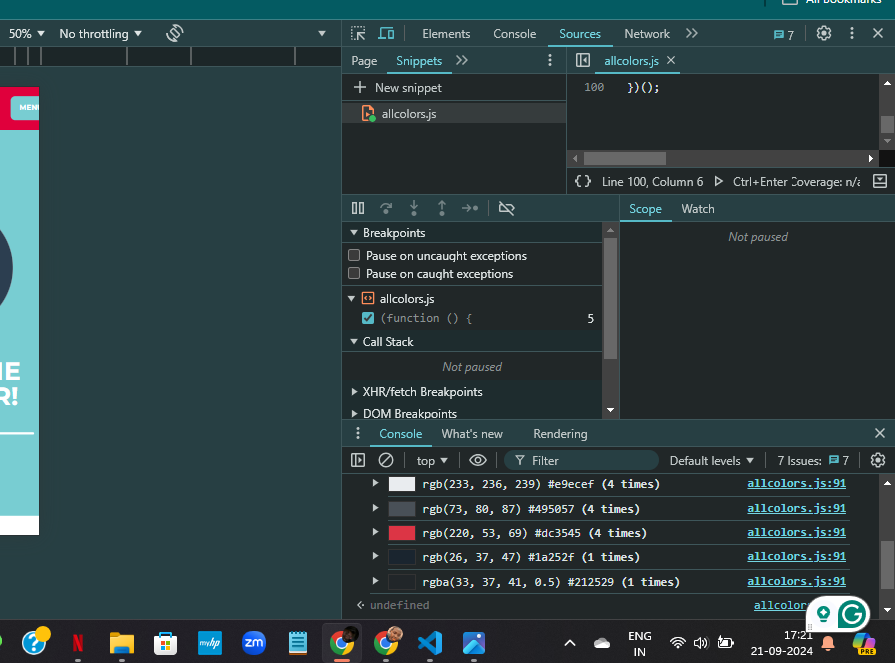 All Bookmarks
50% No throttling
Elements Console Sources Network 7
Page Snippets
allcolors.js
New snippet
100 })();
allcolors.js
Line 100, Column 6 Ctrl+Enter Coverage: n/a
MEN
Scope Watch
Not paused
Breakpoints
Pause on uncaught exceptions
Pause on caught exceptions
allcolors.js
(function () { 5
Call Stack
Not paused
XHR/fetch Breakpoints
DOM Breakpoints
IE
R!
Console What's new Rendering
top Filter Default levels 7 Issues: 7
rgb(233, 236, 239) #e9ecef (4 times) allcolors.js:91
rgb(73, 80, 87) #495057 (4 times) allcolors.js:91
rgb(220, 53, 69) #dc3545 (4 times) allcolors.js:91
rgb(26, 37, 47) #1a252f (1 times) allcolors.js:91
rgba(33, 37, 41, 0.5) #212529 (1 times) allcolors.js:91
undefined allcolor
myhp zm ENG
IN
17:21
21-09-2024
PRE